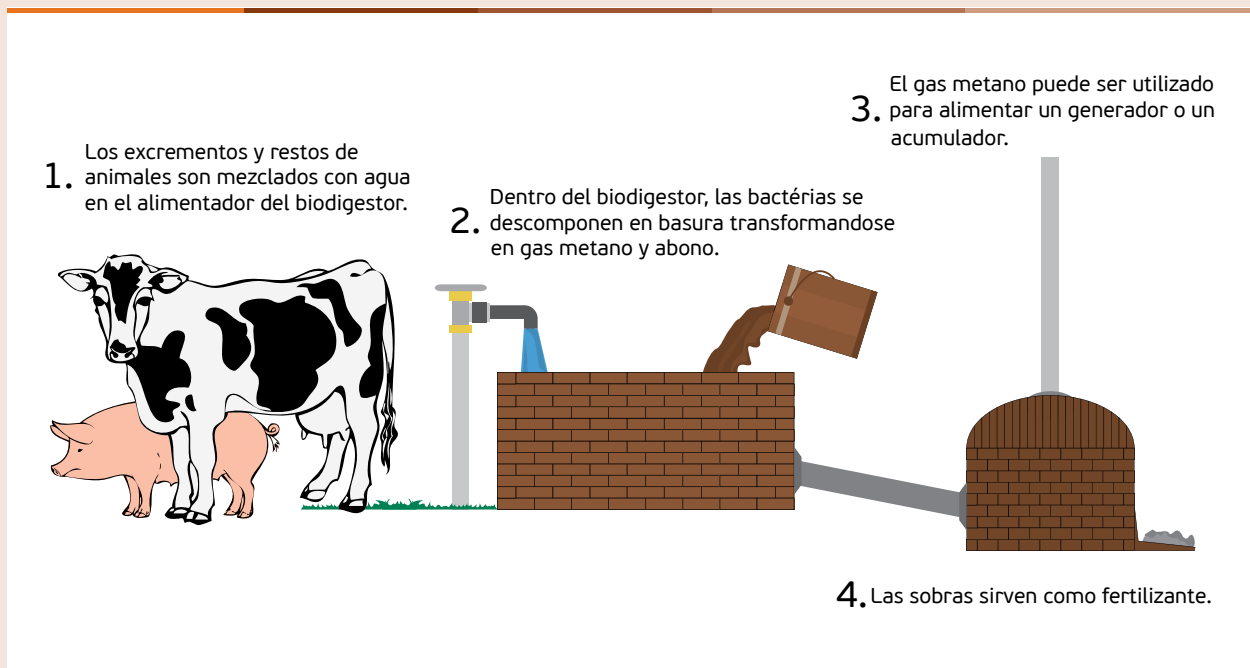 1. Los excrementos y restos de
animales son mezclados con agua
en el alimentador del biodigestor.
2. Dentro del biodigestor, las bactérias se
descomponen en basura transformandose
en gas metano y abono.
3. El gas metano puede ser utilizado
para alimentar un generador o un
acumulador.
4. Las sobras sirven como fertilizante.